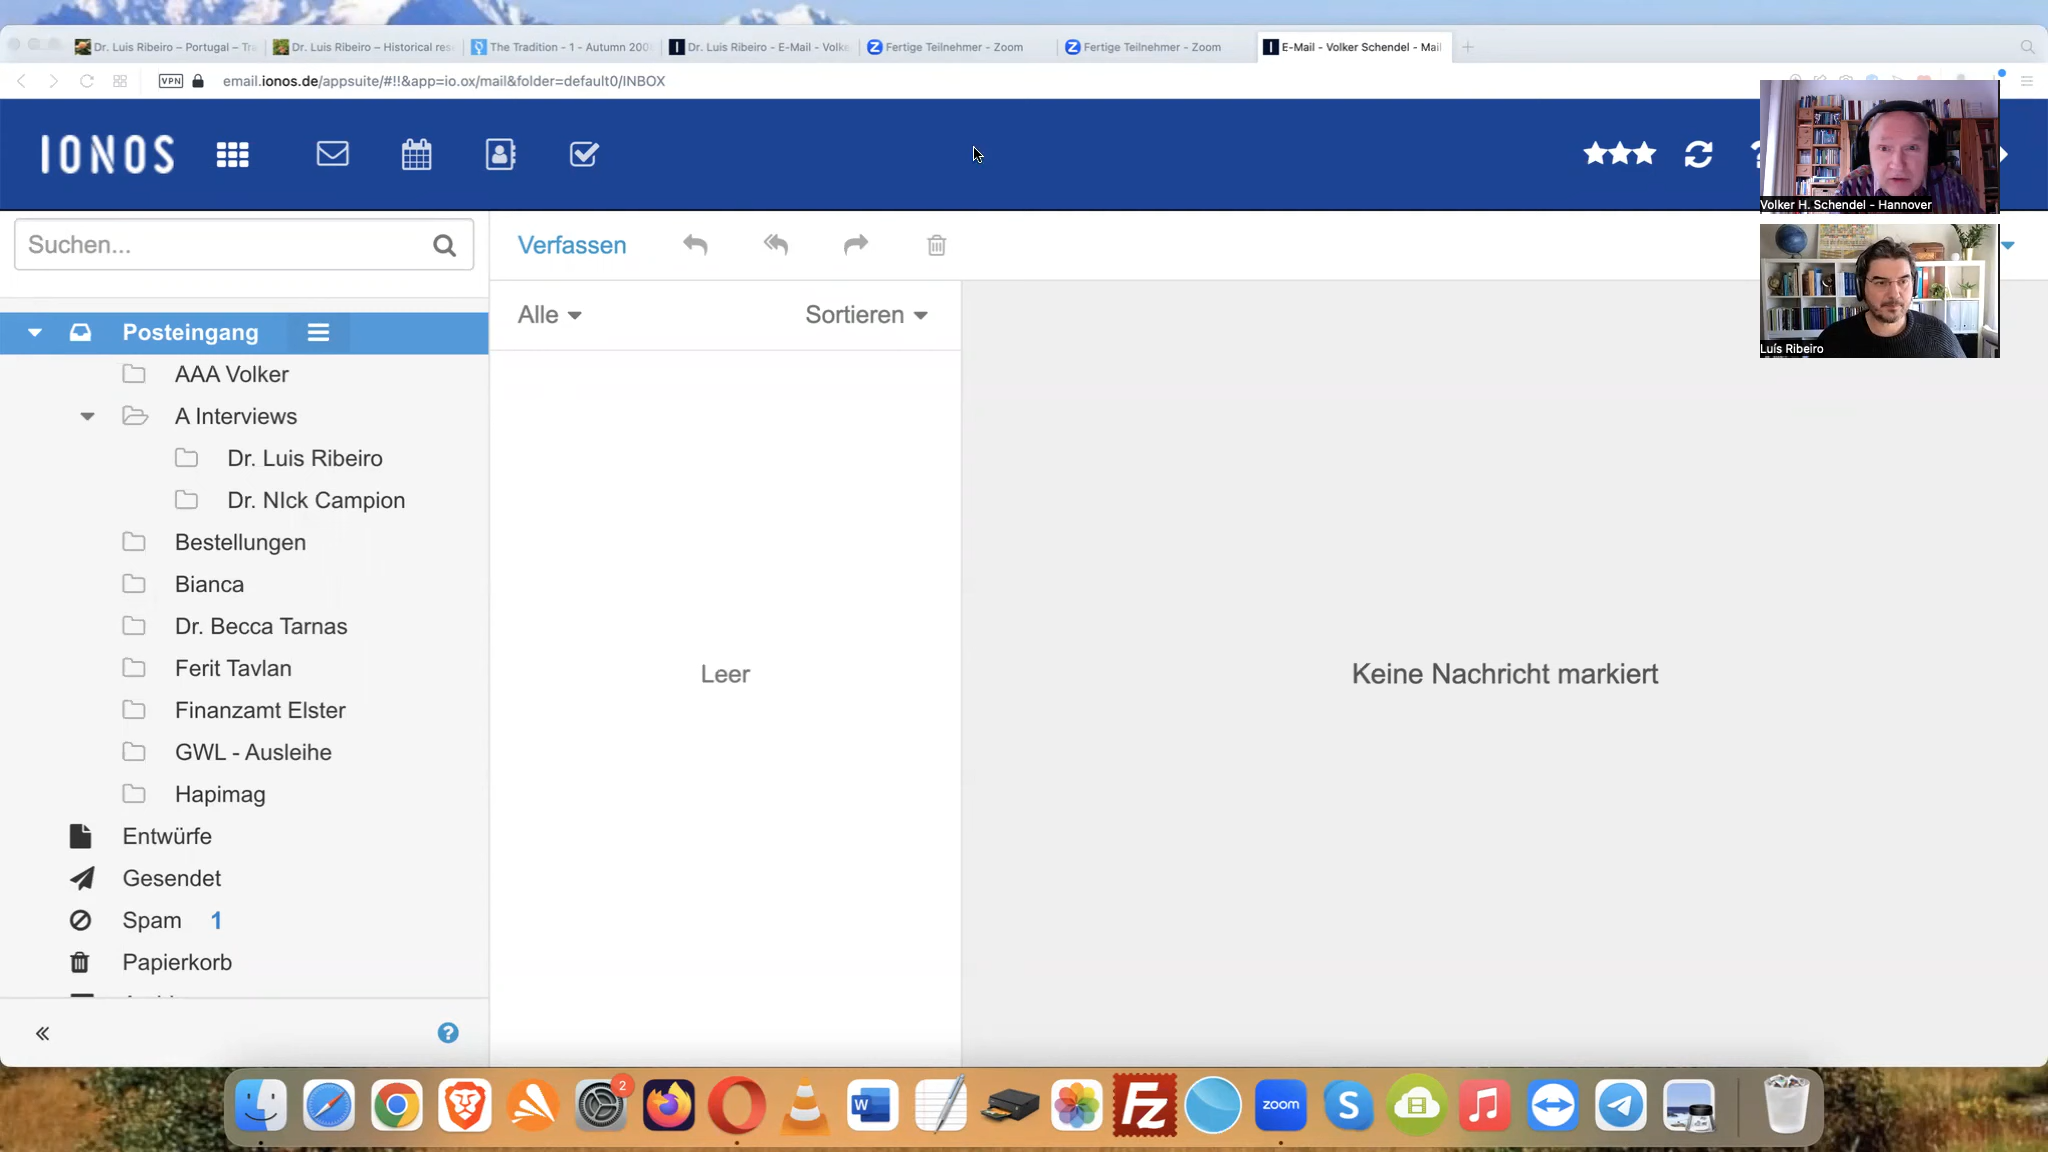 Dr. Luis Ribeiro – Portugal – Tr
Dr. Luis Ribeiro – Historical res
The Tradition - 1 - Autumn 200
Dr. Luis Ribeiro - E-Mail - Volke
Fertige Teilnehmer - Zoom
Fertige Teilnehmer - Zoom
E-Mail - Volker Schendel - Mail
VPN
email.ionos.de/appsuite/#!!&app=io.ox/mail&folder=default0/INBOX
IONOS
Volker H. Schendel - Hannover
Luís Ribeiro
Suchen...
Verfassen
Alle
Sortieren
Posteingang
AAA Volker
A Interviews
Dr. Luis Ribeiro
Dr. NIck Campion
Bestellungen
Bianca
Dr. Becca Tarnas
Ferit Tavlan
Finanzamt Elster
GWL - Ausleihe
Hapimag
Entwürfe
Gesendet
Spam 1
Papierkorb
Leer
Keine Nachricht markiert
2
W
Fz
zoom
S